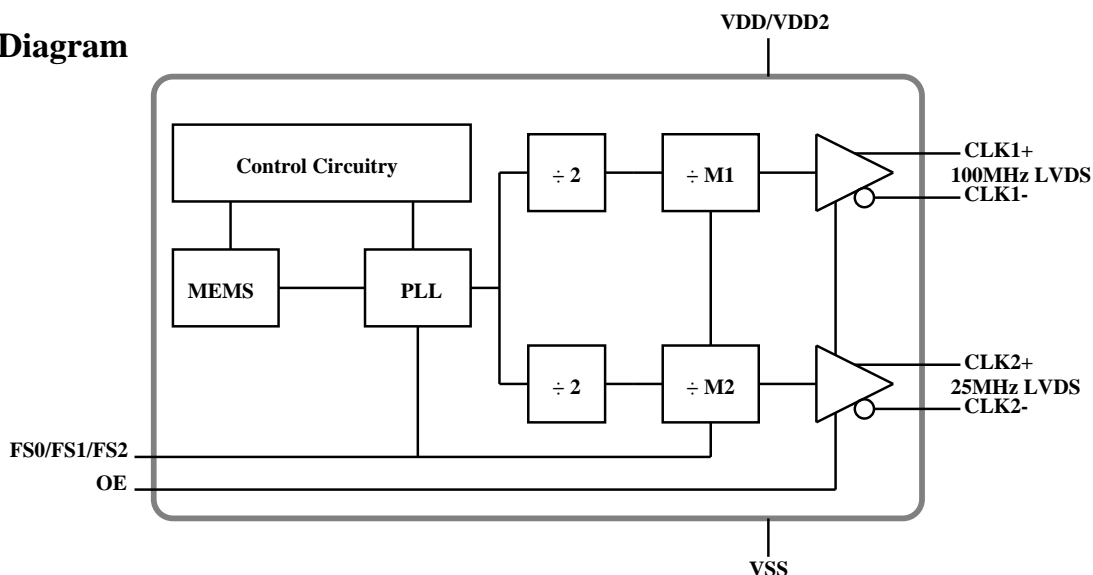 VDD/VDD2
Diagram
Control Circuitry
÷ 2
÷ M1
CLK1+
100MHz LVDS
CLK1-
MEMS
PLL
÷ 2
÷ M2
CLK2+
25MHz LVDS
CLK2-
FS0/FS1/FS2
OE
VSS